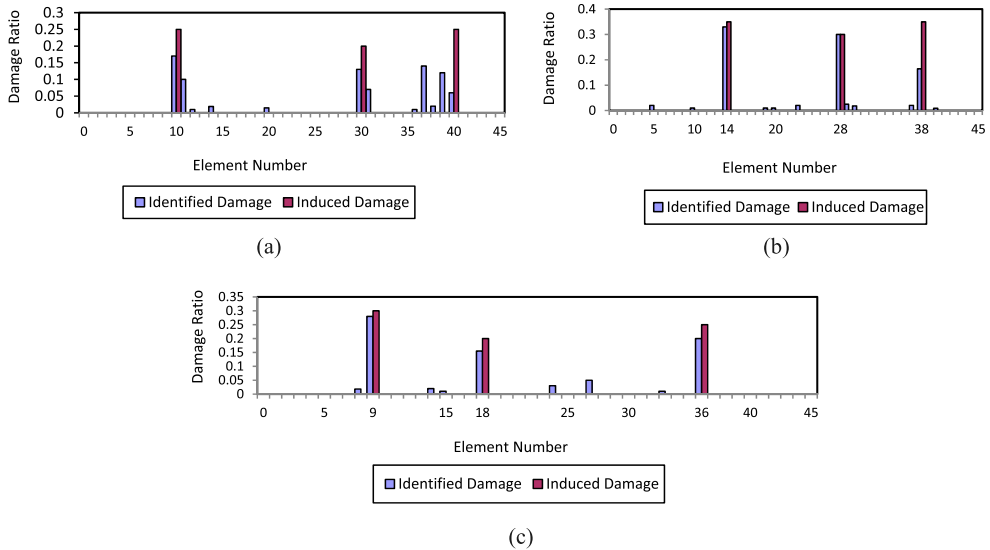 0.3
0.25
0.2
0.15
0.1
0.05
0
Damage Ratio
0 5 10 15 20 25 30 35 40 45
Element Number
Identified Damage Induced Damage
(a)
0.4
0.3
0.2
0.1
0
Damage Ratio
0 5 10 14 20 28 38 45
Element Number
Identified Damage Induced Damage
(b)
0.35
0.3
0.25
0.2
0.15
0.1
0.05
0
Damage Ratio
0 5 9 15 18 25 30 36 40 45
Element Number
Identified Damage Induced Damage
(c)